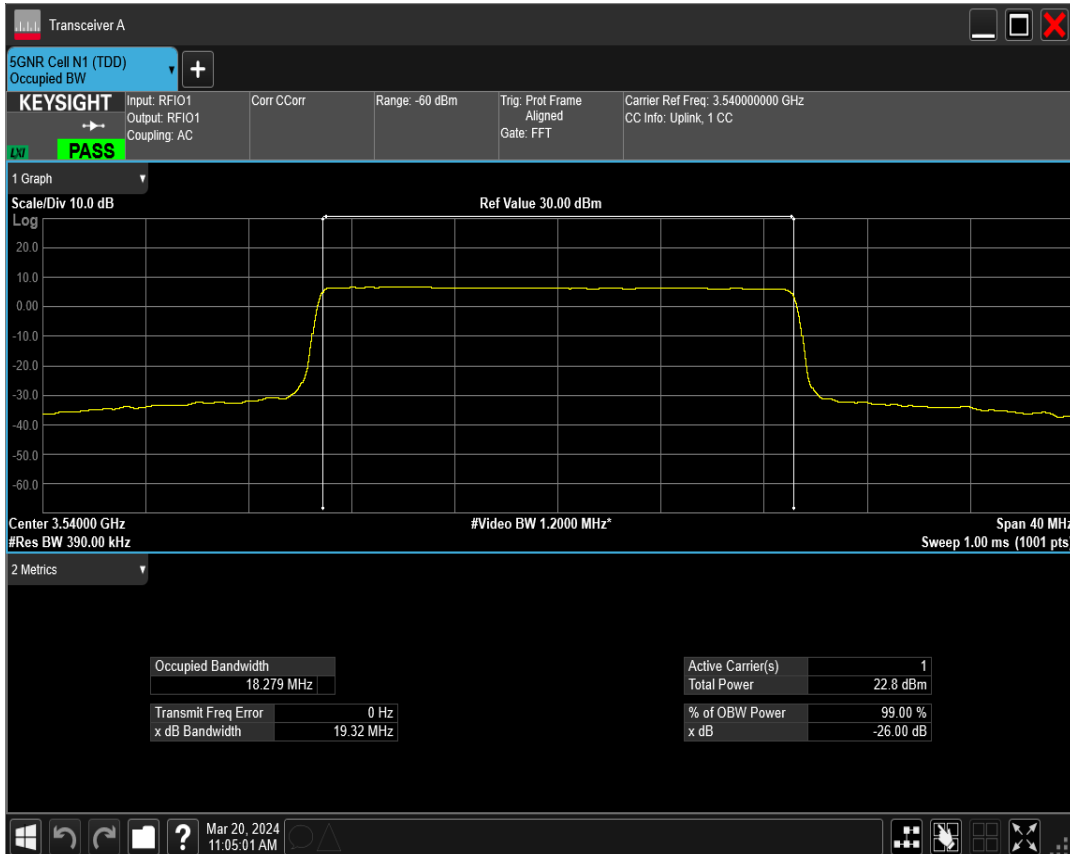 Transceiver A
5GNR Cell N1 (TDD)
Occupied BW
+
KEYSIGHT
LXI
PASS
Input: RFIO1
Output: RFIO1
Coupling: AC
Corr CCorr
Range: -60 dBm
Trig: Prot Frame
Aligned
Gate: FFT
Carrier Ref Freq: 3.540000000 GHz
CC Info: Uplink, 1 CC
1 Graph
Scale/Div 10.0 dB
Ref Value 30.00 dBm
Log
20.0
10.0
0.00
-10.0
-20.0
-30.0
-40.0
-50.0
-60.0
Center 3.54000 GHz
#Video BW 1.2000 MHz*
Span 40 MHz
#Res BW 390.00 kHz
Sweep 1.00 ms (1001 pts)
2 Metrics
Occupied Bandwidth
18.279 MHz
Transmit Freq Error 0 Hz
x dB Bandwidth 19.32 MHz
Active Carrier(s) 1
Total Power 22.8 dBm
% of OBW Power 99.00 %
x dB -26.00 dB
?
Mar 20, 2024
11:05:01 AM